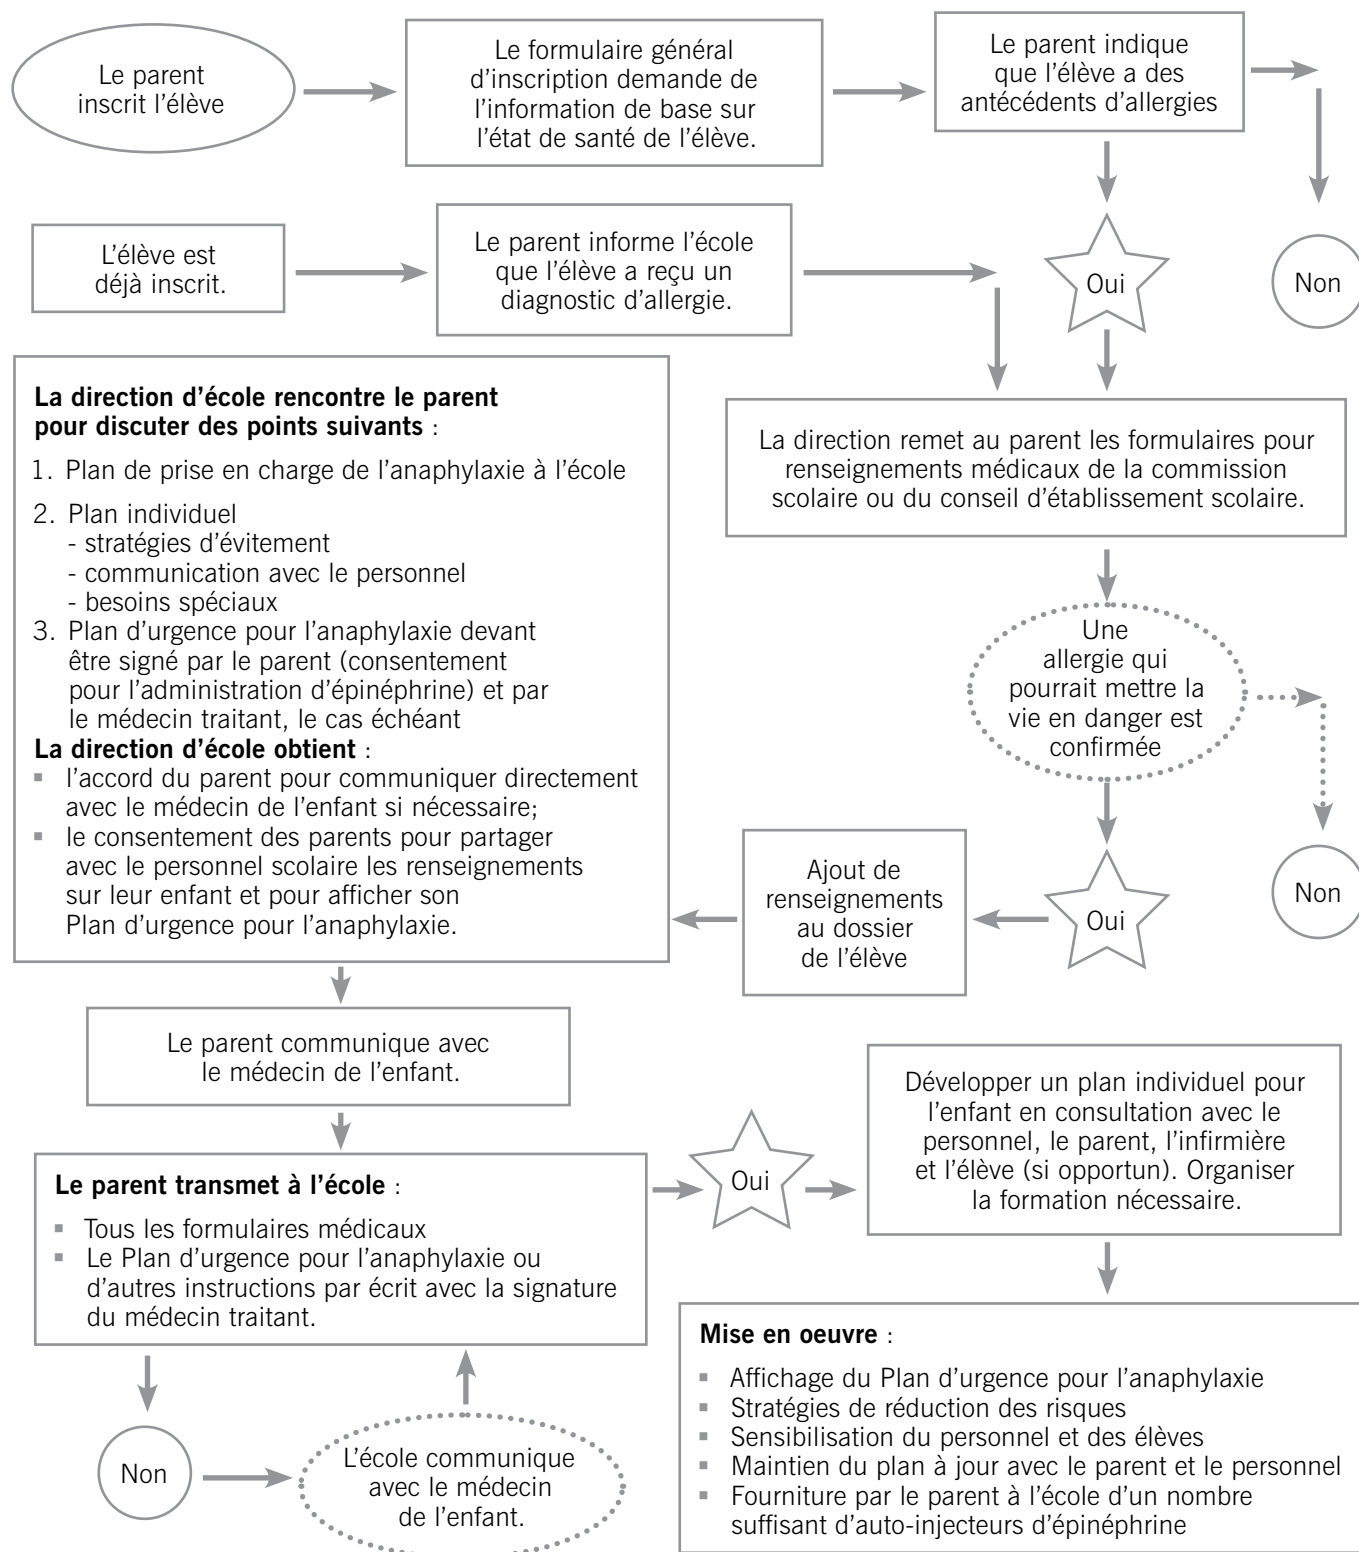 Le parent
inscrit l'élève
Le formulaire général
d'inscription demande de
l'information de base sur
l'état de santé de l'élève.
Le parent indique
que l'élève a des
antécédents d'allergies
L'élève est
déjà inscrit.
Le parent informe l'école
que l'élève a reçu un
diagnostic d'allergie.
Oui
Non
La direction remet au parent les formulaires pour
renseignements médicaux de la commission
scolaire ou du conseil d'établissement scolaire.
Une
allergie qui
pourrait mettre la
vie en danger est
confirmée
Oui
Non
Ajout de
renseignements
au dossier
de l'élève
La direction d'école rencontre le parent
pour discuter des points suivants :
1. Plan de prise en charge de l'anaphylaxie à l'école
2. Plan individuel
- stratégies d'évitement
- communication avec le personnel
- besoins spéciaux
3. Plan d'urgence pour l'anaphylaxie devant
être signé par le parent (consentement
pour l'administration d'épinéphrine) et par
le médecin traitant, le cas échéant
La direction d'école obtient :
▪ l'accord du parent pour communiquer directement
avec le médecin de l'enfant si nécessaire;
▪ le consentement des parents pour partager
avec le personnel scolaire les renseignements
sur leur enfant et pour afficher son
Plan d'urgence pour l'anaphylaxie.
Le parent communique avec
le médecin de l'enfant.
Le parent transmet à l'école :
▪ Tous les formulaires médicaux
▪ Le Plan d'urgence pour l'anaphylaxie ou
d'autres instructions par écrit avec la signature
du médecin traitant.
Oui
Développer un plan individuel pour
l'enfant en consultation avec le
personnel, le parent, l'infirmière
et l'élève (si opportun). Organiser
la formation nécessaire.
Non
L'école communique
avec le médecin
de l'enfant.
Mise en oeuvre :
▪ Affichage du Plan d'urgence pour l'anaphylaxie
▪ Stratégies de réduction des risques
▪ Sensibilisation du personnel et des élèves
▪ Maintien du plan à jour avec le parent et le personnel
▪ Fourniture par le parent à l'école d'un nombre
suffisant d'auto-injecteurs d'épinéphrine